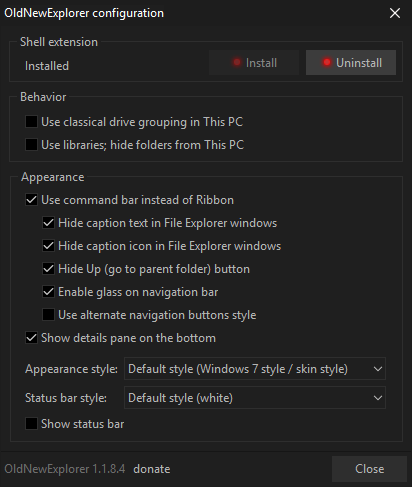 OldNewExplorer configuration
Shell extension
Installed
Install
Uninstall
Behavior
Use classical drive grouping in This PC
Use libraries; hide folders from This PC
Appearance
Use command bar instead of Ribbon
Hide caption text in File Explorer windows
Hide caption icon in File Explorer windows
Hide Up (go to parent folder) button
Enable glass on navigation bar
Use alternate navigation buttons style
Show details pane on the bottom
Appearance style: Default style (Windows 7 style / skin style)
Status bar style: Default style (white)
Show status bar
OldNewExplorer 1.1.8.4 donate
Close